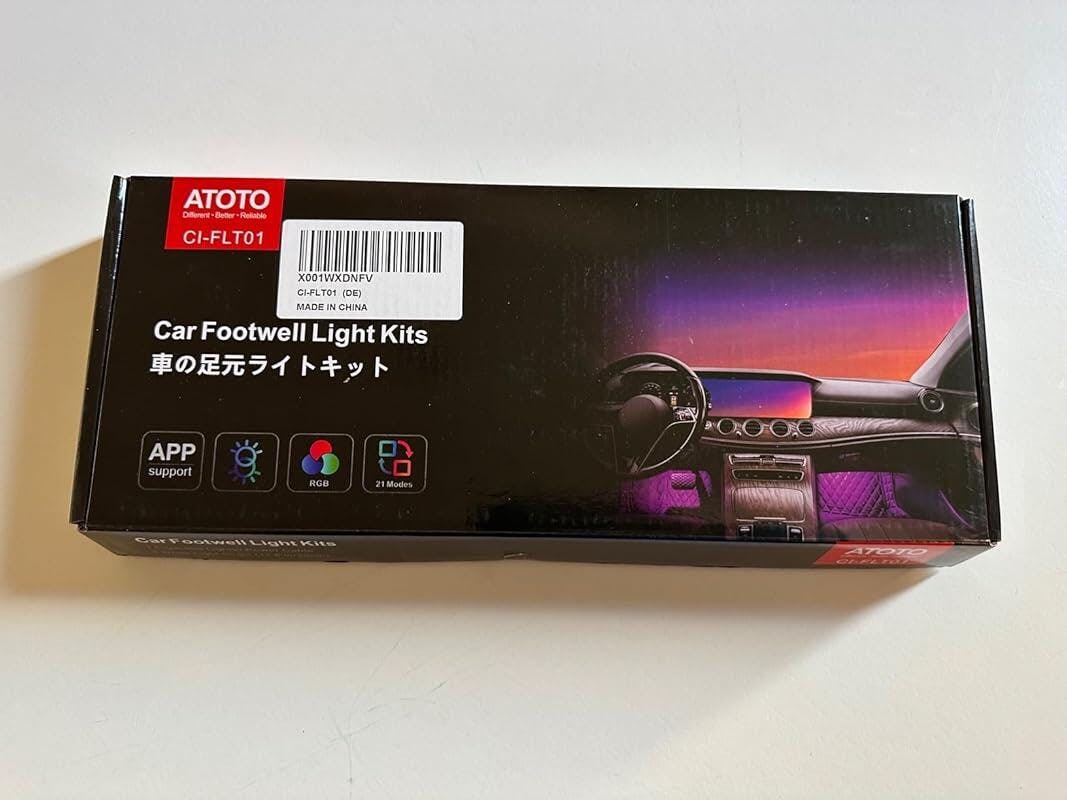 ATOTO
Different • Better • Reliable
CI-FLT01
X001WXDNFV
CI-FLT01 (DE)
MADE IN CHINA
Car Footwell Light Kits
車の足元ライトキット
APP
support
RGB
21 Modes
Car Footwell Light Kits
ATOTO
CI-FLT01